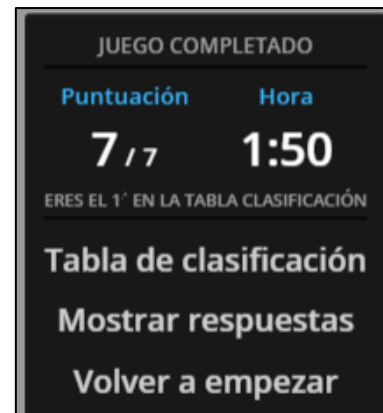 JUEGO COMPLETADO
Puntuación Hora
7 / 7 1:50
ERES EL 1° EN LA TABLA CLASIFICACIÓN
Tabla de clasificación
Mostrar respuestas
Volver a empezar